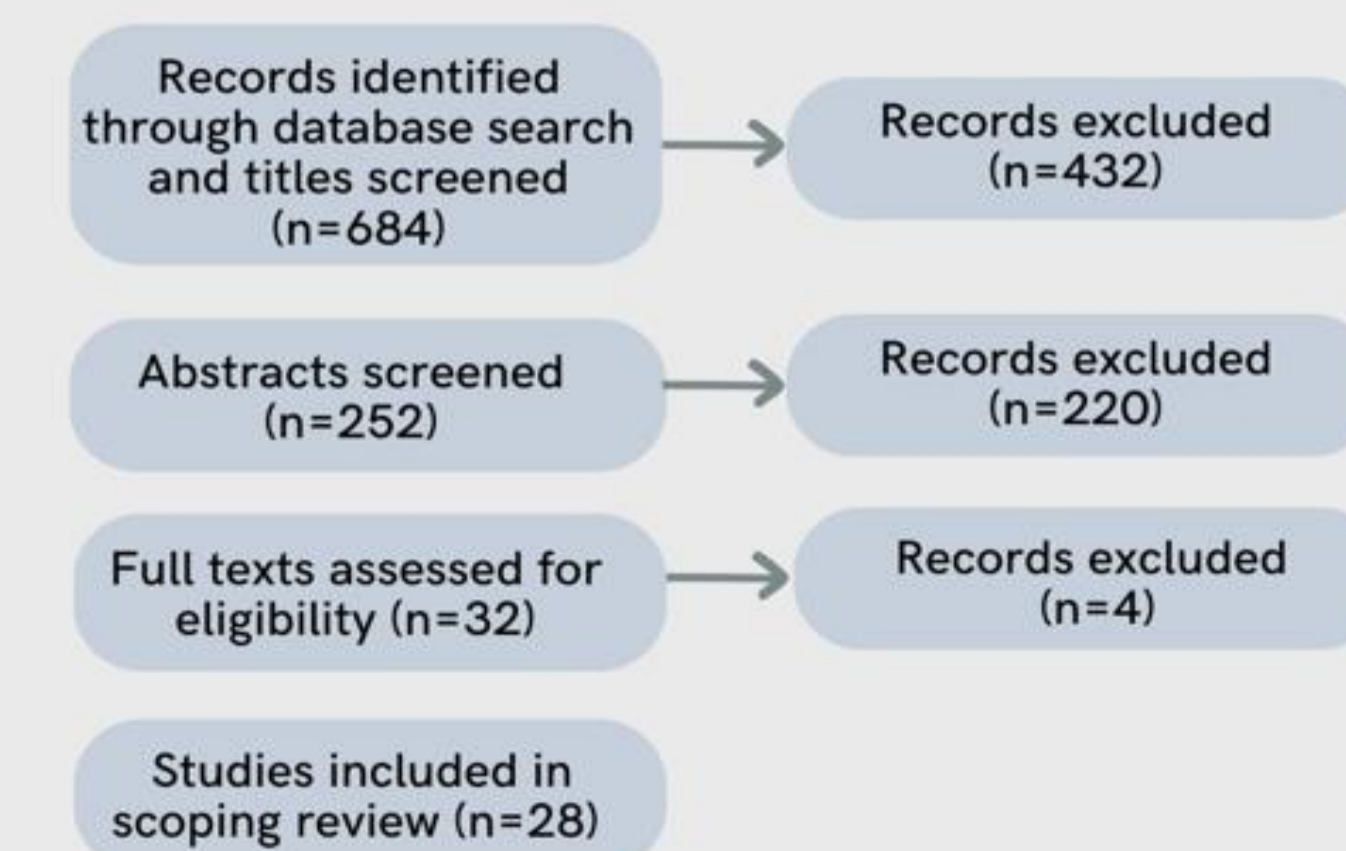 Records identified
through database search
and titles screened
(n=684)
Records excluded
(n=432)
Abstracts screened
(n=252)
Records excluded
(n=220)
Full texts assessed for
eligibility (n=32)
Records excluded
(n=4)
Studies included in
scoping review (n=28)